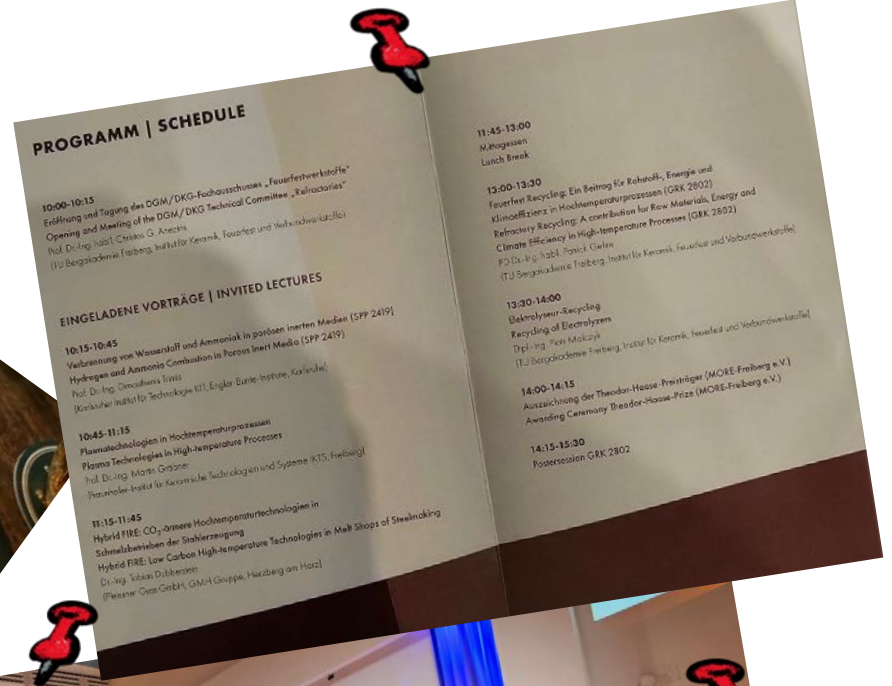 PROGRAMM | SCHEDULE
10:00-10:15
Eröffnung und Tagung des DGM/DKG-Fachausschusses „Feuerfestwerkstoffe“
Opening and Meeting of the DGM/DKG Technical Committee „Refractories“
Prof. Dr.-Ing. habil. Christos G. Aneziris
(TU Bergakademie Freiberg, Institut für Keramik, Feuerfest und Verbundwerkstoffe)
EINGELADENE VORTRÄGE | INVITED LECTURES
10:15-10:45
Verbrennung von Wasserstoff und Ammoniak in porösen inerten Medien (SPP 2419)
Hydrogen and Ammonia Combustion in Porous Inert Media (SPP 2419)
Prof. Dr.-Ing. Dimosthenis Trimis
(Karlsruher Institut für Technologie KIT, Engler-Bunte-Institute, Karlsruhe)
10:45-11:15
Plasmatechnologien in Hochtemperaturprozessen
Plasma Technologies in High-temperature Processes
Prof. Dr.-Ing. Martin Gräbner
(Fraunhofer-Institut für Keramische Technologien und Systeme IKTS, Freiberg)
11:15-11:45
Hybrid FIRE: CO₂-ärmere Hochtemperaturtechnologien in
Schmelzbetrieben der Stahlerzeugung
Hybrid FIRE: Low Carbon High-temperature Technologies in Melt Shops of Steelmaking
Dr.-Ing. Tobias Dubberstein
(Pleissner Guss GmbH, GMH Gruppe, Herzberg am Harz)
11:45-13:00
Mittagessen
Lunch Break
13:00-13:30
Feuerfest Recycling: Ein Beitrag für Rohstoff-, Energie und
Klimaeffizienz in Hochtemperaturprozessen (GRK 2802)
Refractory Recycling: A contribution for Raw Materials, Energy and
Climate Efficiency in High-temperature Processes (GRK 2802)
PD Dr.-Ing. habil. Patrick Gehre
(TU Bergakademie Freiberg, Institut für Keramik, Feuerfest und Verbundwerkstoffe)
13:30-14:00
Elektrolyseur-Recycling
Recycling of Electrolyzers
Dipl.-Ing. Piotr Malczyk
(TU Bergakademie Freiberg, Institut für Keramik, Feuerfest und Verbundwerkstoffe)
14:00-14:15
Auszeichnung der Theodor-Haase-Preisträger (MORE-Freiberg e.V.)
Awarding Ceremony Theodor-Haase-Prize (MORE-Freiberg e.V.)
14:15-15:30
Postersession GRK 2802